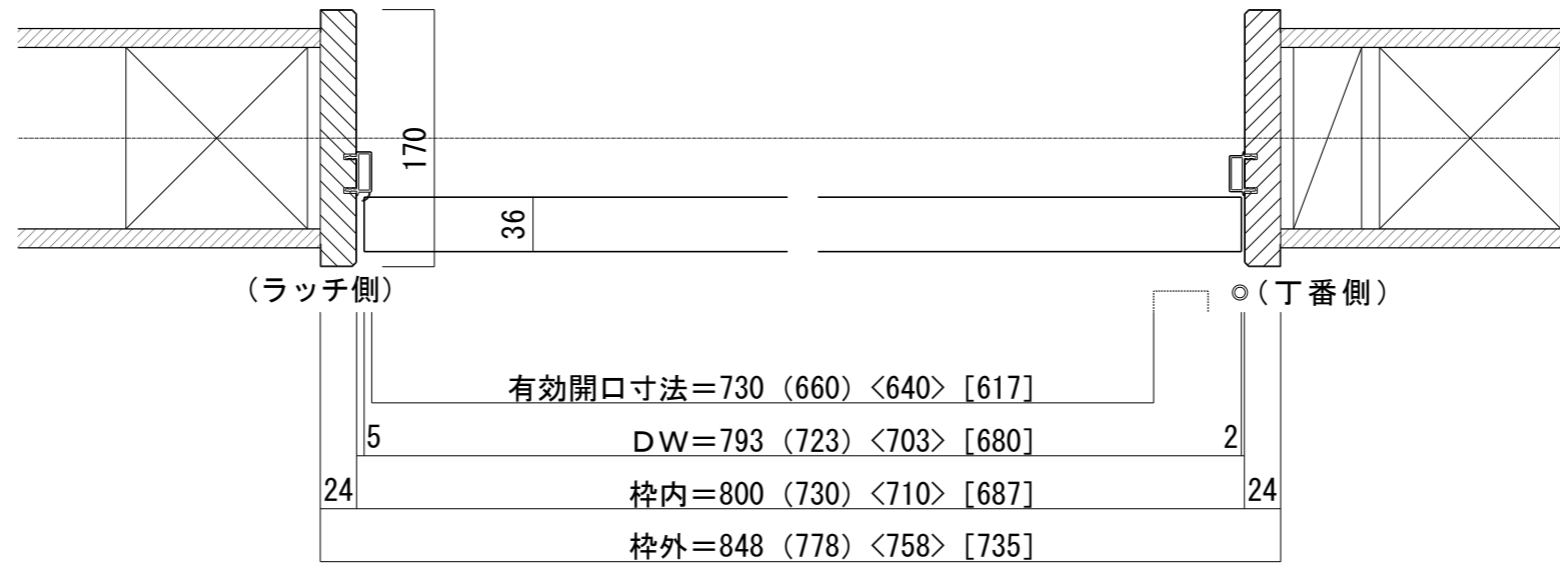 170
36
(ラッチ側)
◎(丁番側)
有効開口寸法=730 (660) <640> [617]
5
DW=793 (723) <703> [680]
2
24
枠内=800 (730) <710> [687]
24
枠外=848 (778) <758> [735]